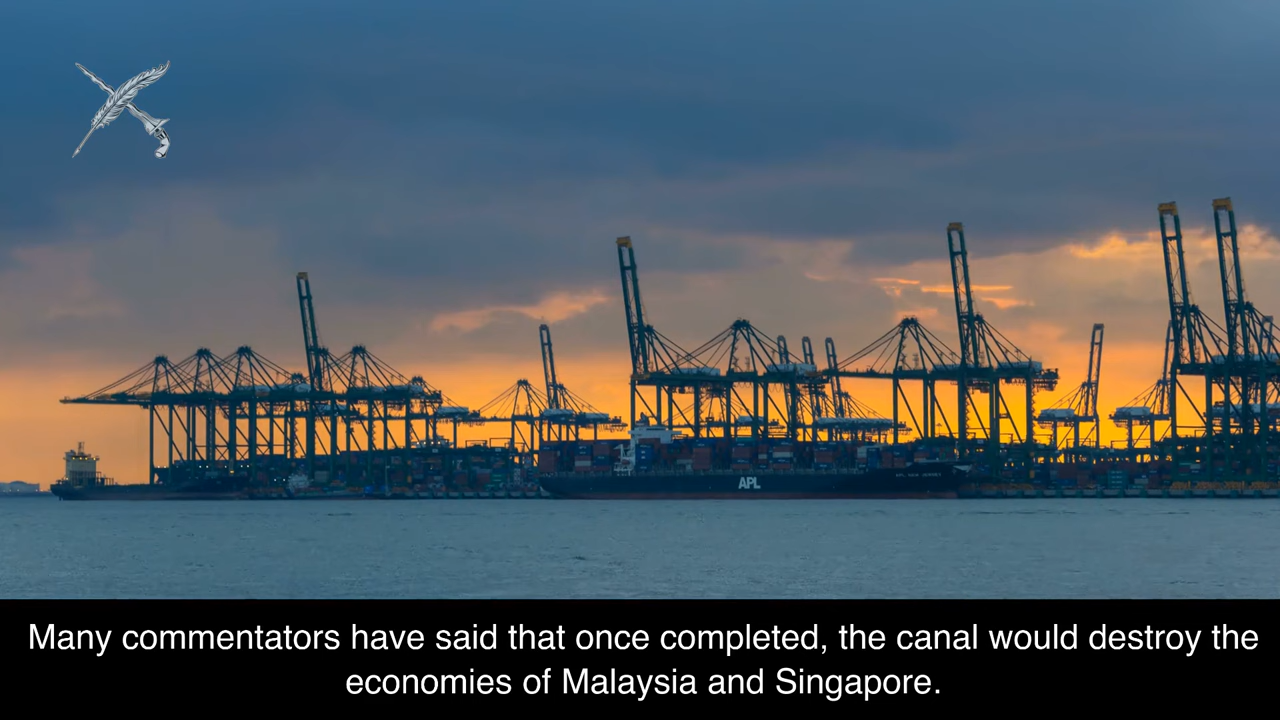 APL
Many commentators have said that once completed, the canal would destroy the
economies of Malaysia and Singapore.